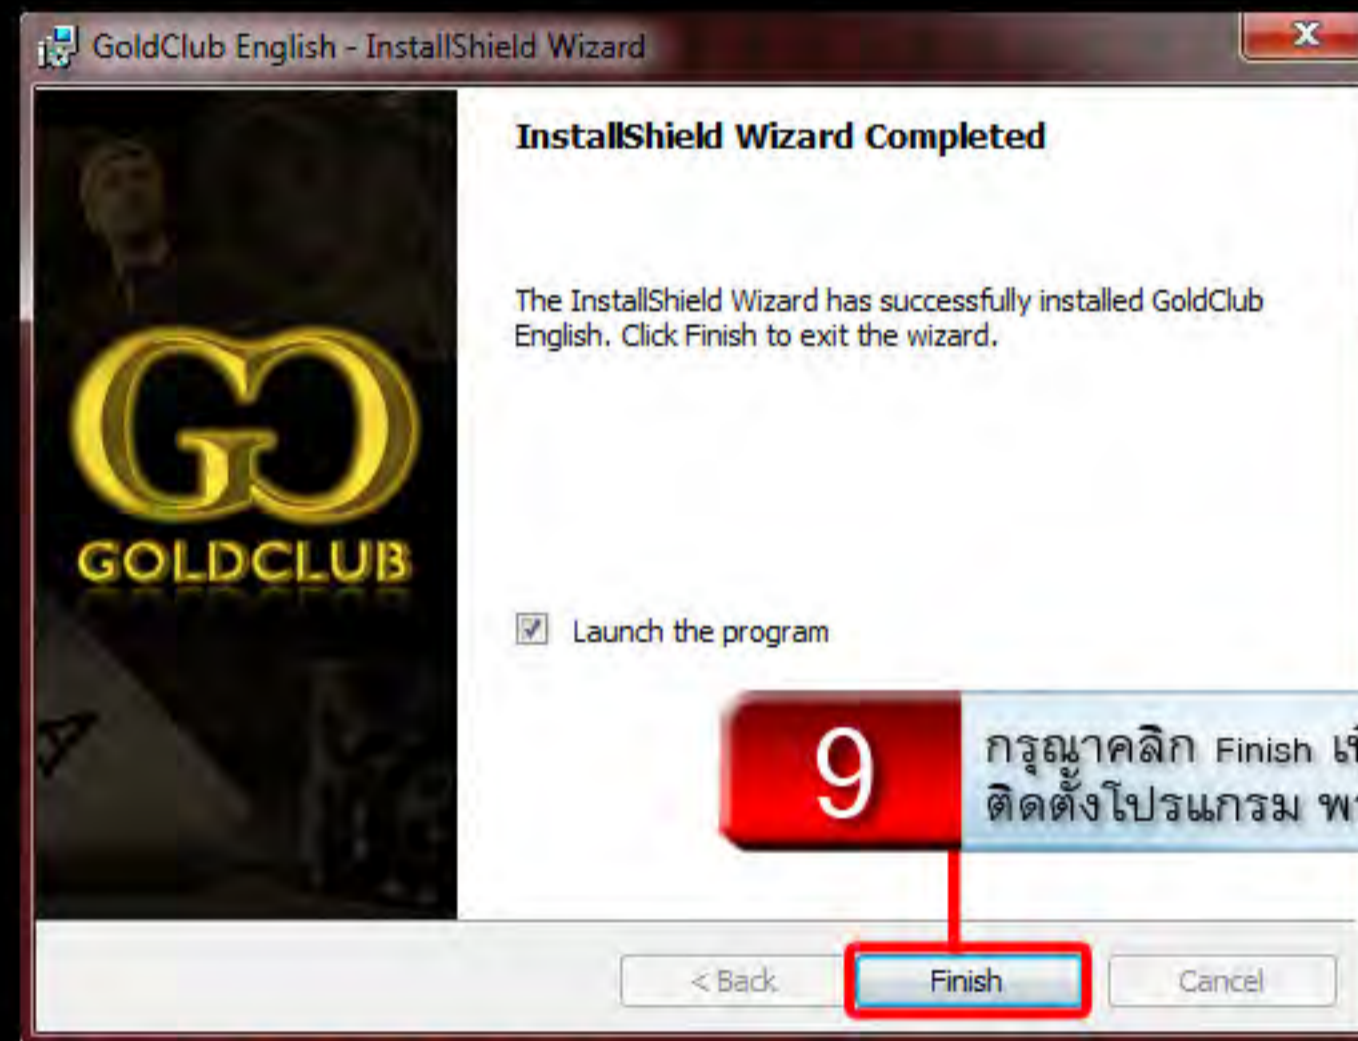 GoldClub English - InstallShield Wizard
InstallShield Wizard Completed
The InstallShield Wizard has successfully installed GoldClub
English. Click Finish to exit the wizard.
GC
GOLDCLUB
Launch the program
9
กรุณาคลิก Finish
ติดตั้งโปรแกรม
< Back
Finish
Cancel